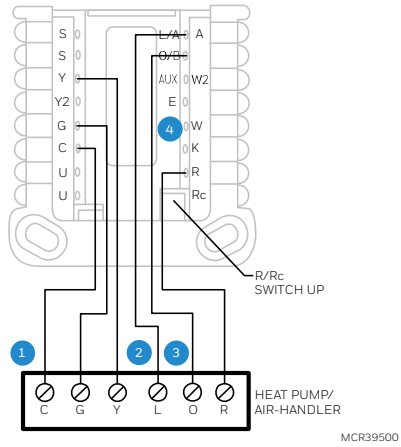 S L/A A
S O/B
Y AUX W2
Y2 E
G 4 W
C K
U R
U Rc
R/Rc
SWITCH UP
1 2 3
HEAT PUMP/
C G Y L O R AIR-HANDLER
MCR39500